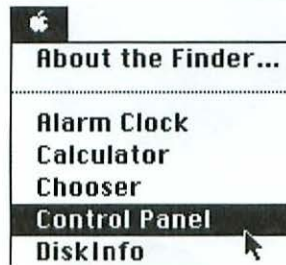 About the Finder...
Alarm Clock
Calculator
Chooser
Control Panel
DiskInfo